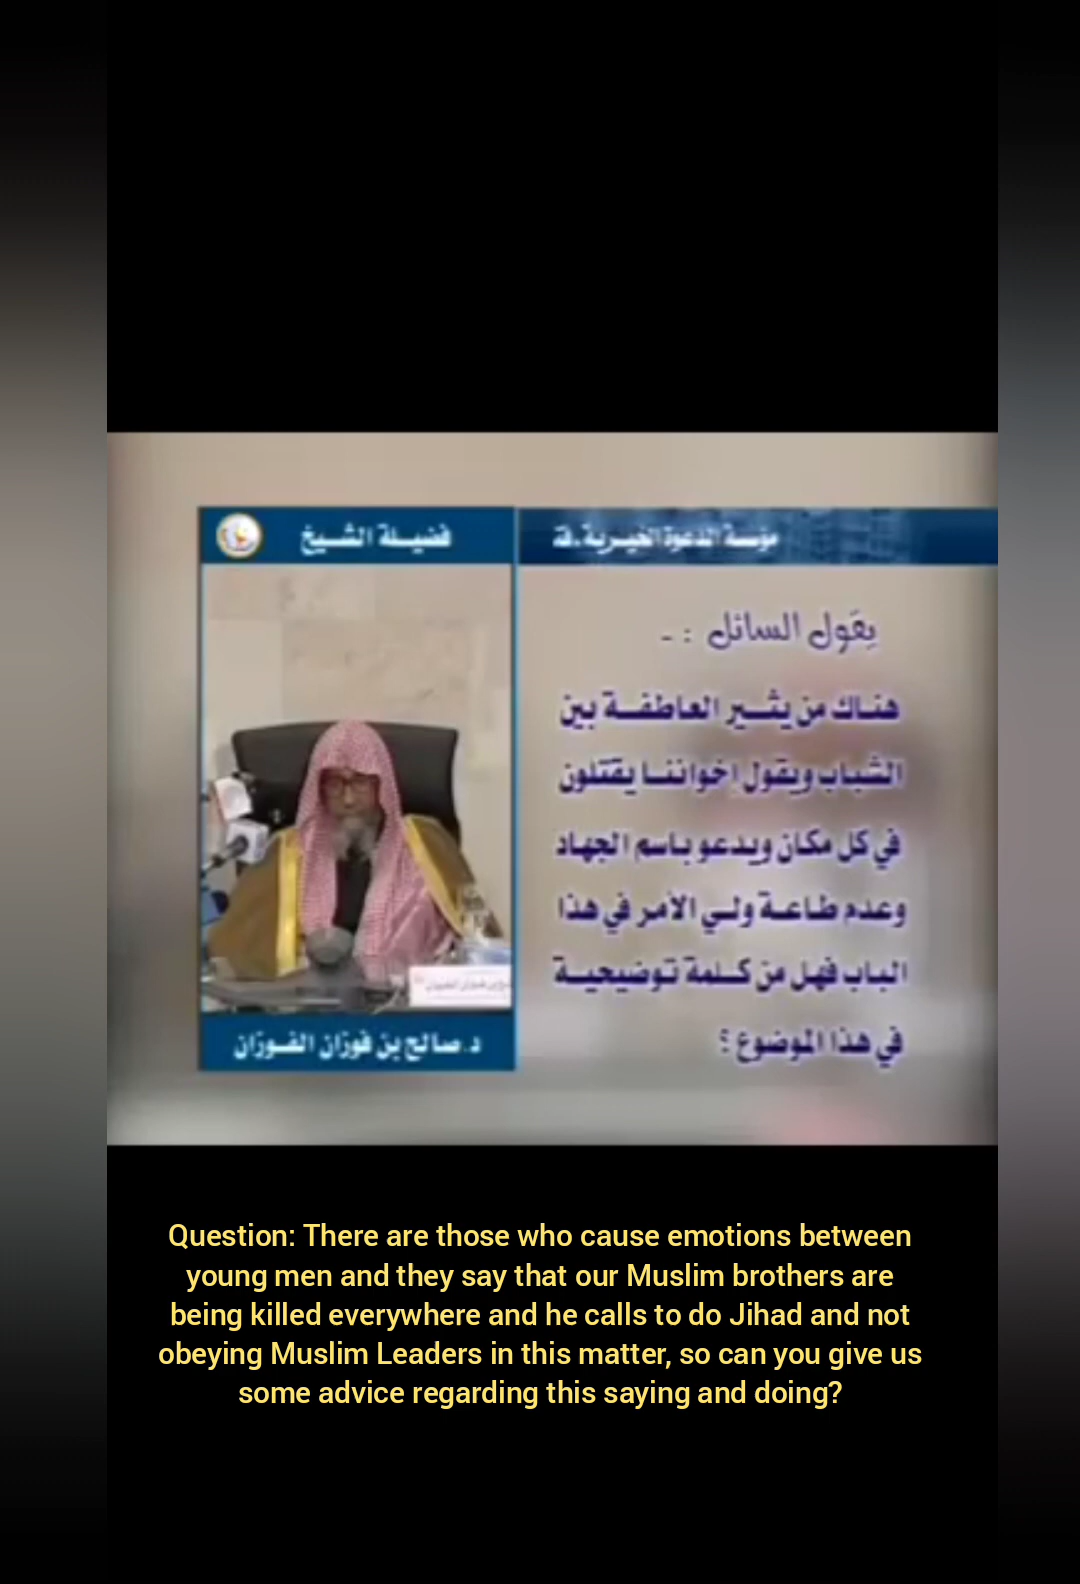 فضيلة الشيخ
مؤسسة الدعوة الخيرية
يقول السائل : -
هناك من يثير العاطفة بين
الشباب ويقول إخواننا يقتلون
في كل مكان ويدعو باسم الجهاد
وعدم طاعة ولي الأمر في هذا
الباب فهل من كلمة توضيحية
في هذا الموضوع ؟
د. صالح بن فوزان الفوزان
Question: There are those who cause emotions between
young men and they say that our Muslim brothers are
being killed everywhere and he calls to do Jihad and not
obeying Muslim Leaders in this matter, so can you give us
some advice regarding this saying and doing?